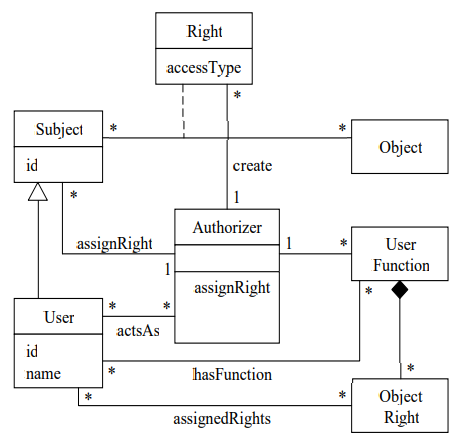 Right
accessType
*
Subject
*
*
id
Object
create
*
1
Authorizer
assignRight
1
1
*
User
Function
assignRight
*
User
*
*
actsAs
id
name
*
hasFunction
*
*
*
Object
Right
assignedRights